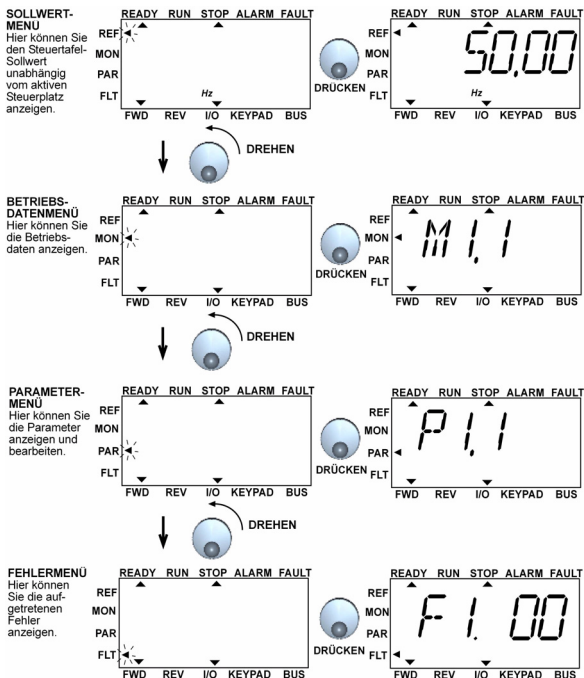 SOLLWERT-
MENÜ
Hier können Sie
den Steuertafel-
Sollwert
unabhängig
vom aktiven
Steuerplatz
anzeigen.
READY RUN STOP ALARM FAULT
REF
MON
PAR
FLT
Hz
FWD REV I/O KEYPAD BUS
DRÜCKEN
READY RUN STOP ALARM FAULT
REF
MON
PAR
FLT
50.00
Hz
FWD REV I/O KEYPAD BUS
DREHEN
BETRIEBS-
DATENMENÜ
Hier können Sie
die Betriebs-
daten anzeigen.
READY RUN STOP ALARM FAULT
REF
MON
PAR
FLT
FWD REV I/O KEYPAD BUS
DRÜCKEN
READY RUN STOP ALARM FAULT
REF
MON
PAR
FLT
M1.1
FWD REV I/O KEYPAD BUS
DREHEN
PARAMETER-
MENÜ
Hier können Sie
die Parameter
anzeigen und
bearbeiten.
READY RUN STOP ALARM FAULT
REF
MON
PAR
FLT
FWD REV I/O KEYPAD BUS
DRÜCKEN
READY RUN STOP ALARM FAULT
REF
MON
PAR
FLT
P1.1
FWD REV I/O KEYPAD BUS
DREHEN
FEHLERMENÜ
Hier können
Sie die auf-
getretenen
Fehler
anzeigen.
READY RUN STOP ALARM FAULT
REF
MON
PAR
FLT
FWD REV I/O KEYPAD BUS
DRÜCKEN
READY RUN STOP ALARM FAULT
REF
MON
PAR
FLT
F1. 00
FWD REV I/O KEYPAD BUS